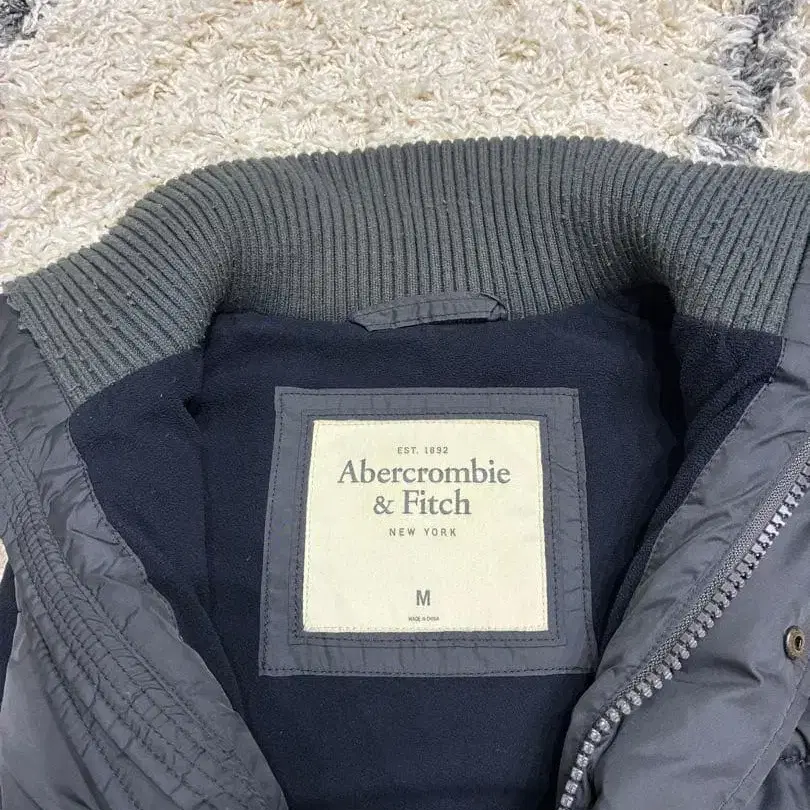 EST. 1892
Abercrombie
& Fitch
NEW YORK
M
MADE IN CHINA